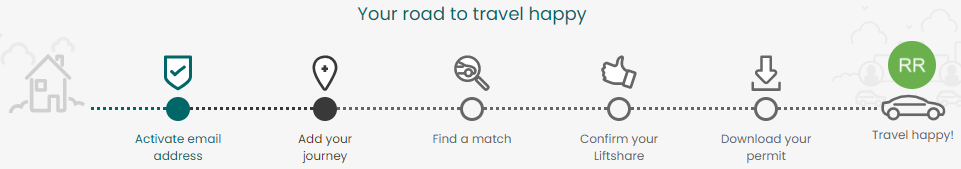 Your road to travel happy
RR
Activate email
address
Add your
journey
Find a match
Confirm your
Liftshare
Download your
permit
Travel happy!